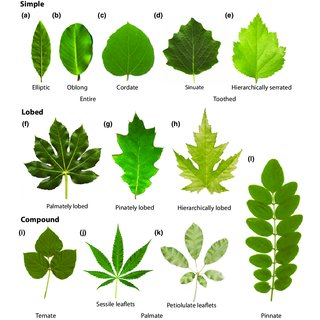 Simple
(a) (b) (c) (d) (e)
Elliptic Oblong Cordate Sinuate Hierarchically serrated
Entire Toothed
Lobed
(f) (g) (h) (l)
Palmately lobed Pinately lobed Hierarchically lobed
Compound
(i) (j) (k)
Sessile leaflets Petiolulate leaflets
Ternate Palmate Pinnate